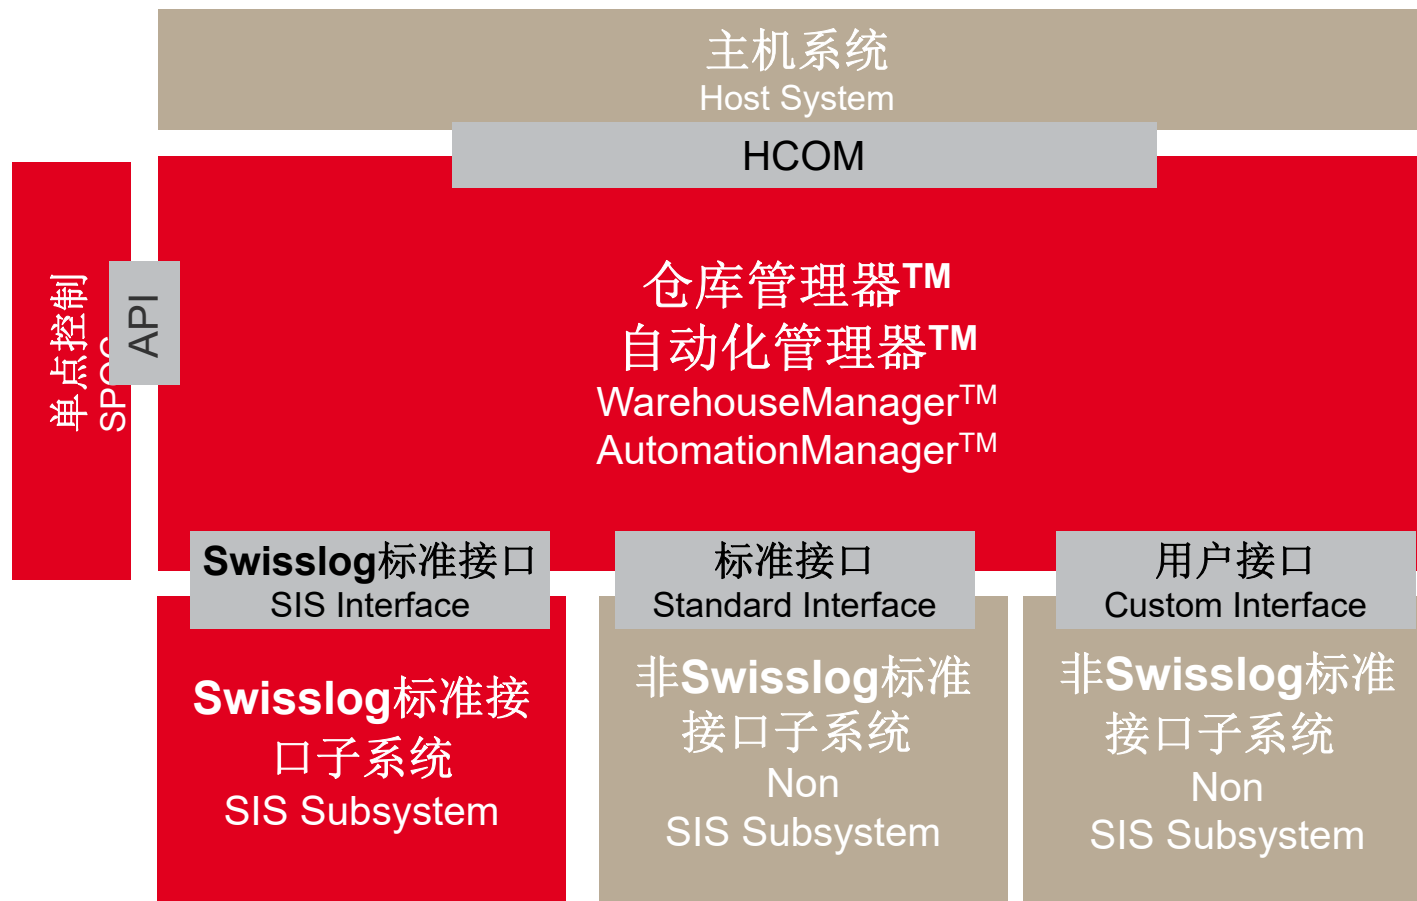 主机系统
Host System
HCOM
单点控制
API
仓库管理器TM
自动化管理器TM
WarehouseManagerTM
AutomationManagerTM
Swisslog标准接口
SIS Interface
标准接口
Standard Interface
用户接口
Custom Interface
Swisslog标准接
口子系统
SIS Subsystem
非Swisslog标准
接口子系统
Non
SIS Subsystem
非Swisslog标准
接口子系统
Non
SIS Subsystem